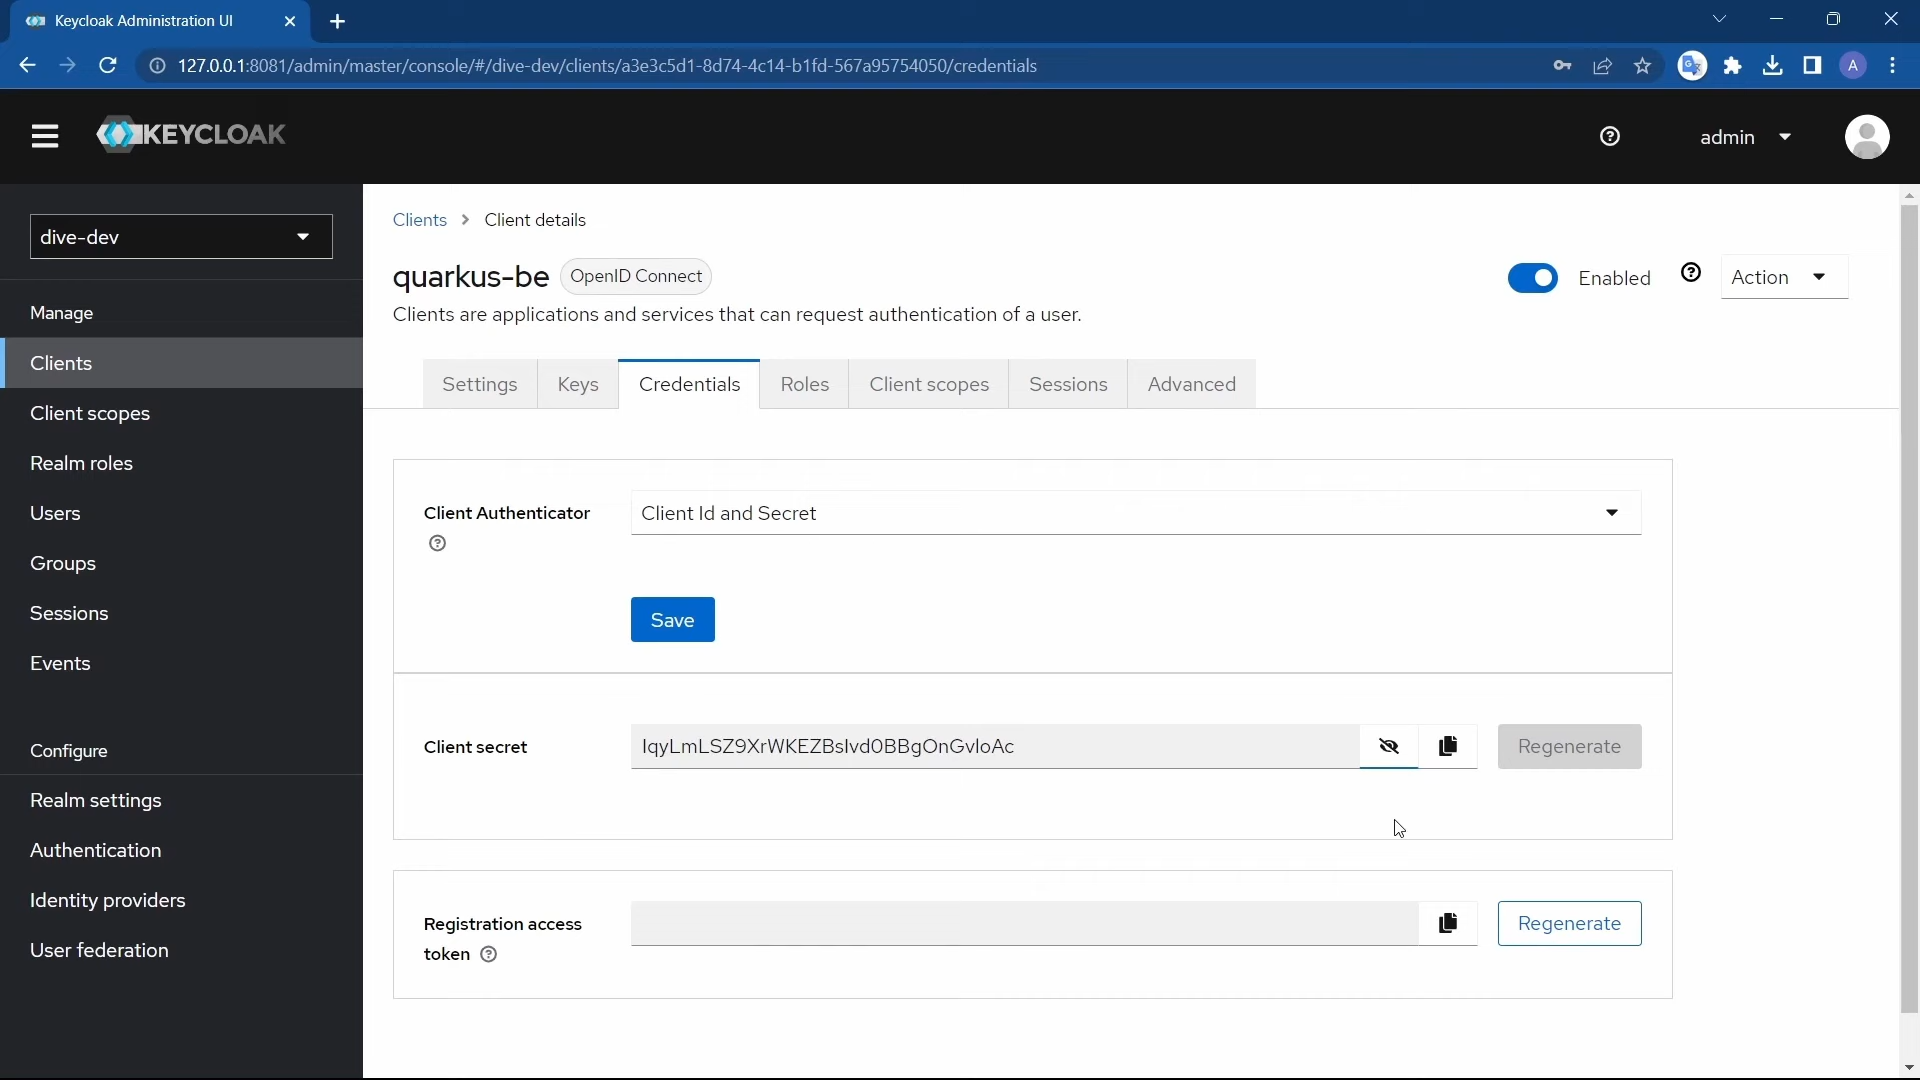 Keycloak Administration UI
127.0.0.1:8081/admin/master/console/#/dive-dev/clients/a3e3c5d1-8d74-4c14-b1fd-567a95754050/credentials
A
KEYCLOAK
admin
dive-dev
Manage
Clients
Client scopes
Realm roles
Users
Groups
Sessions
Events
Configure
Realm settings
Authentication
Identity providers
User federation
Clients > Client details
quarkus-be OpenID Connect
Enabled
Action
Clients are applications and services that can request authentication of a user.
Settings Keys Credentials Roles Client scopes Sessions Advanced
Client Authenticator
Client Id and Secret
Save
Client secret
IqyLmLSZ9XrWKEZBsIvd0BBgOnGvIoAc
Regenerate
Registration access
token
Regenerate